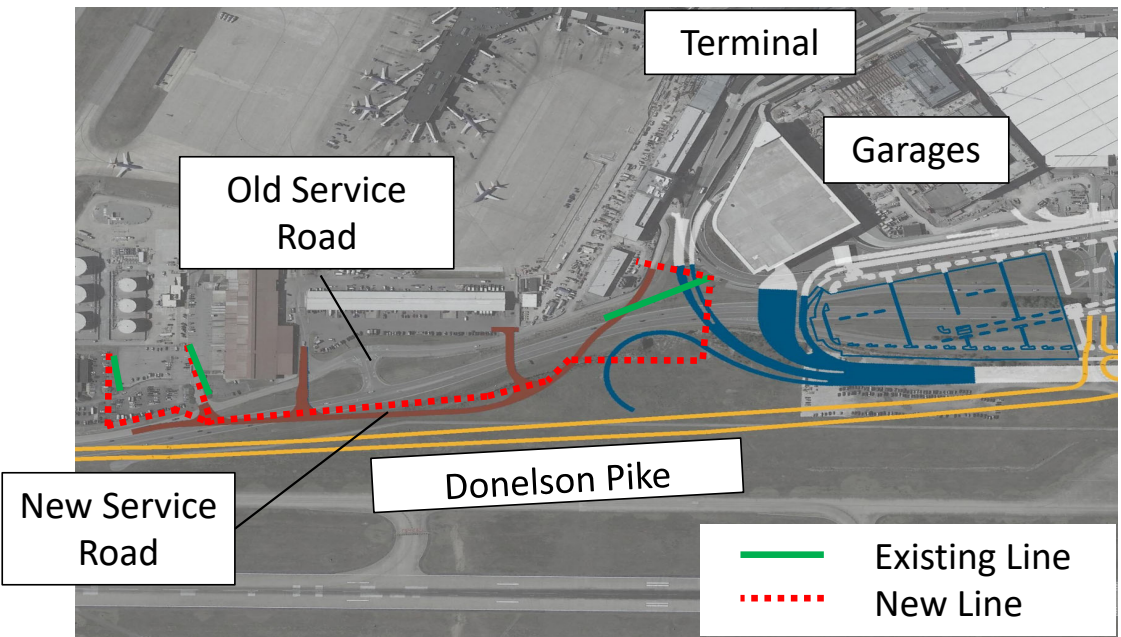 Terminal
Garages
Old Service
Road
Donelson Pike
New Service
Road
Existing Line
New Line